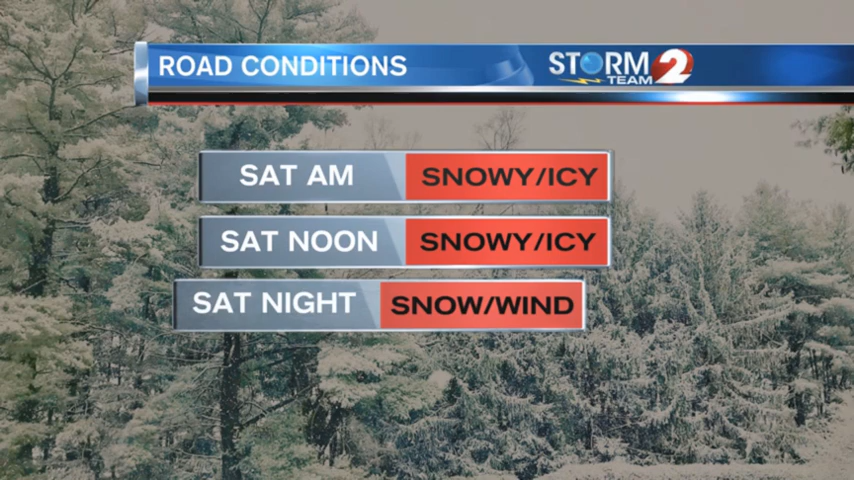 ROAD CONDITIONS
STORM TEAM 2
SAT AM SNOWY/ICY
SAT NOON SNOWY/ICY
SAT NIGHT SNOW/WIND